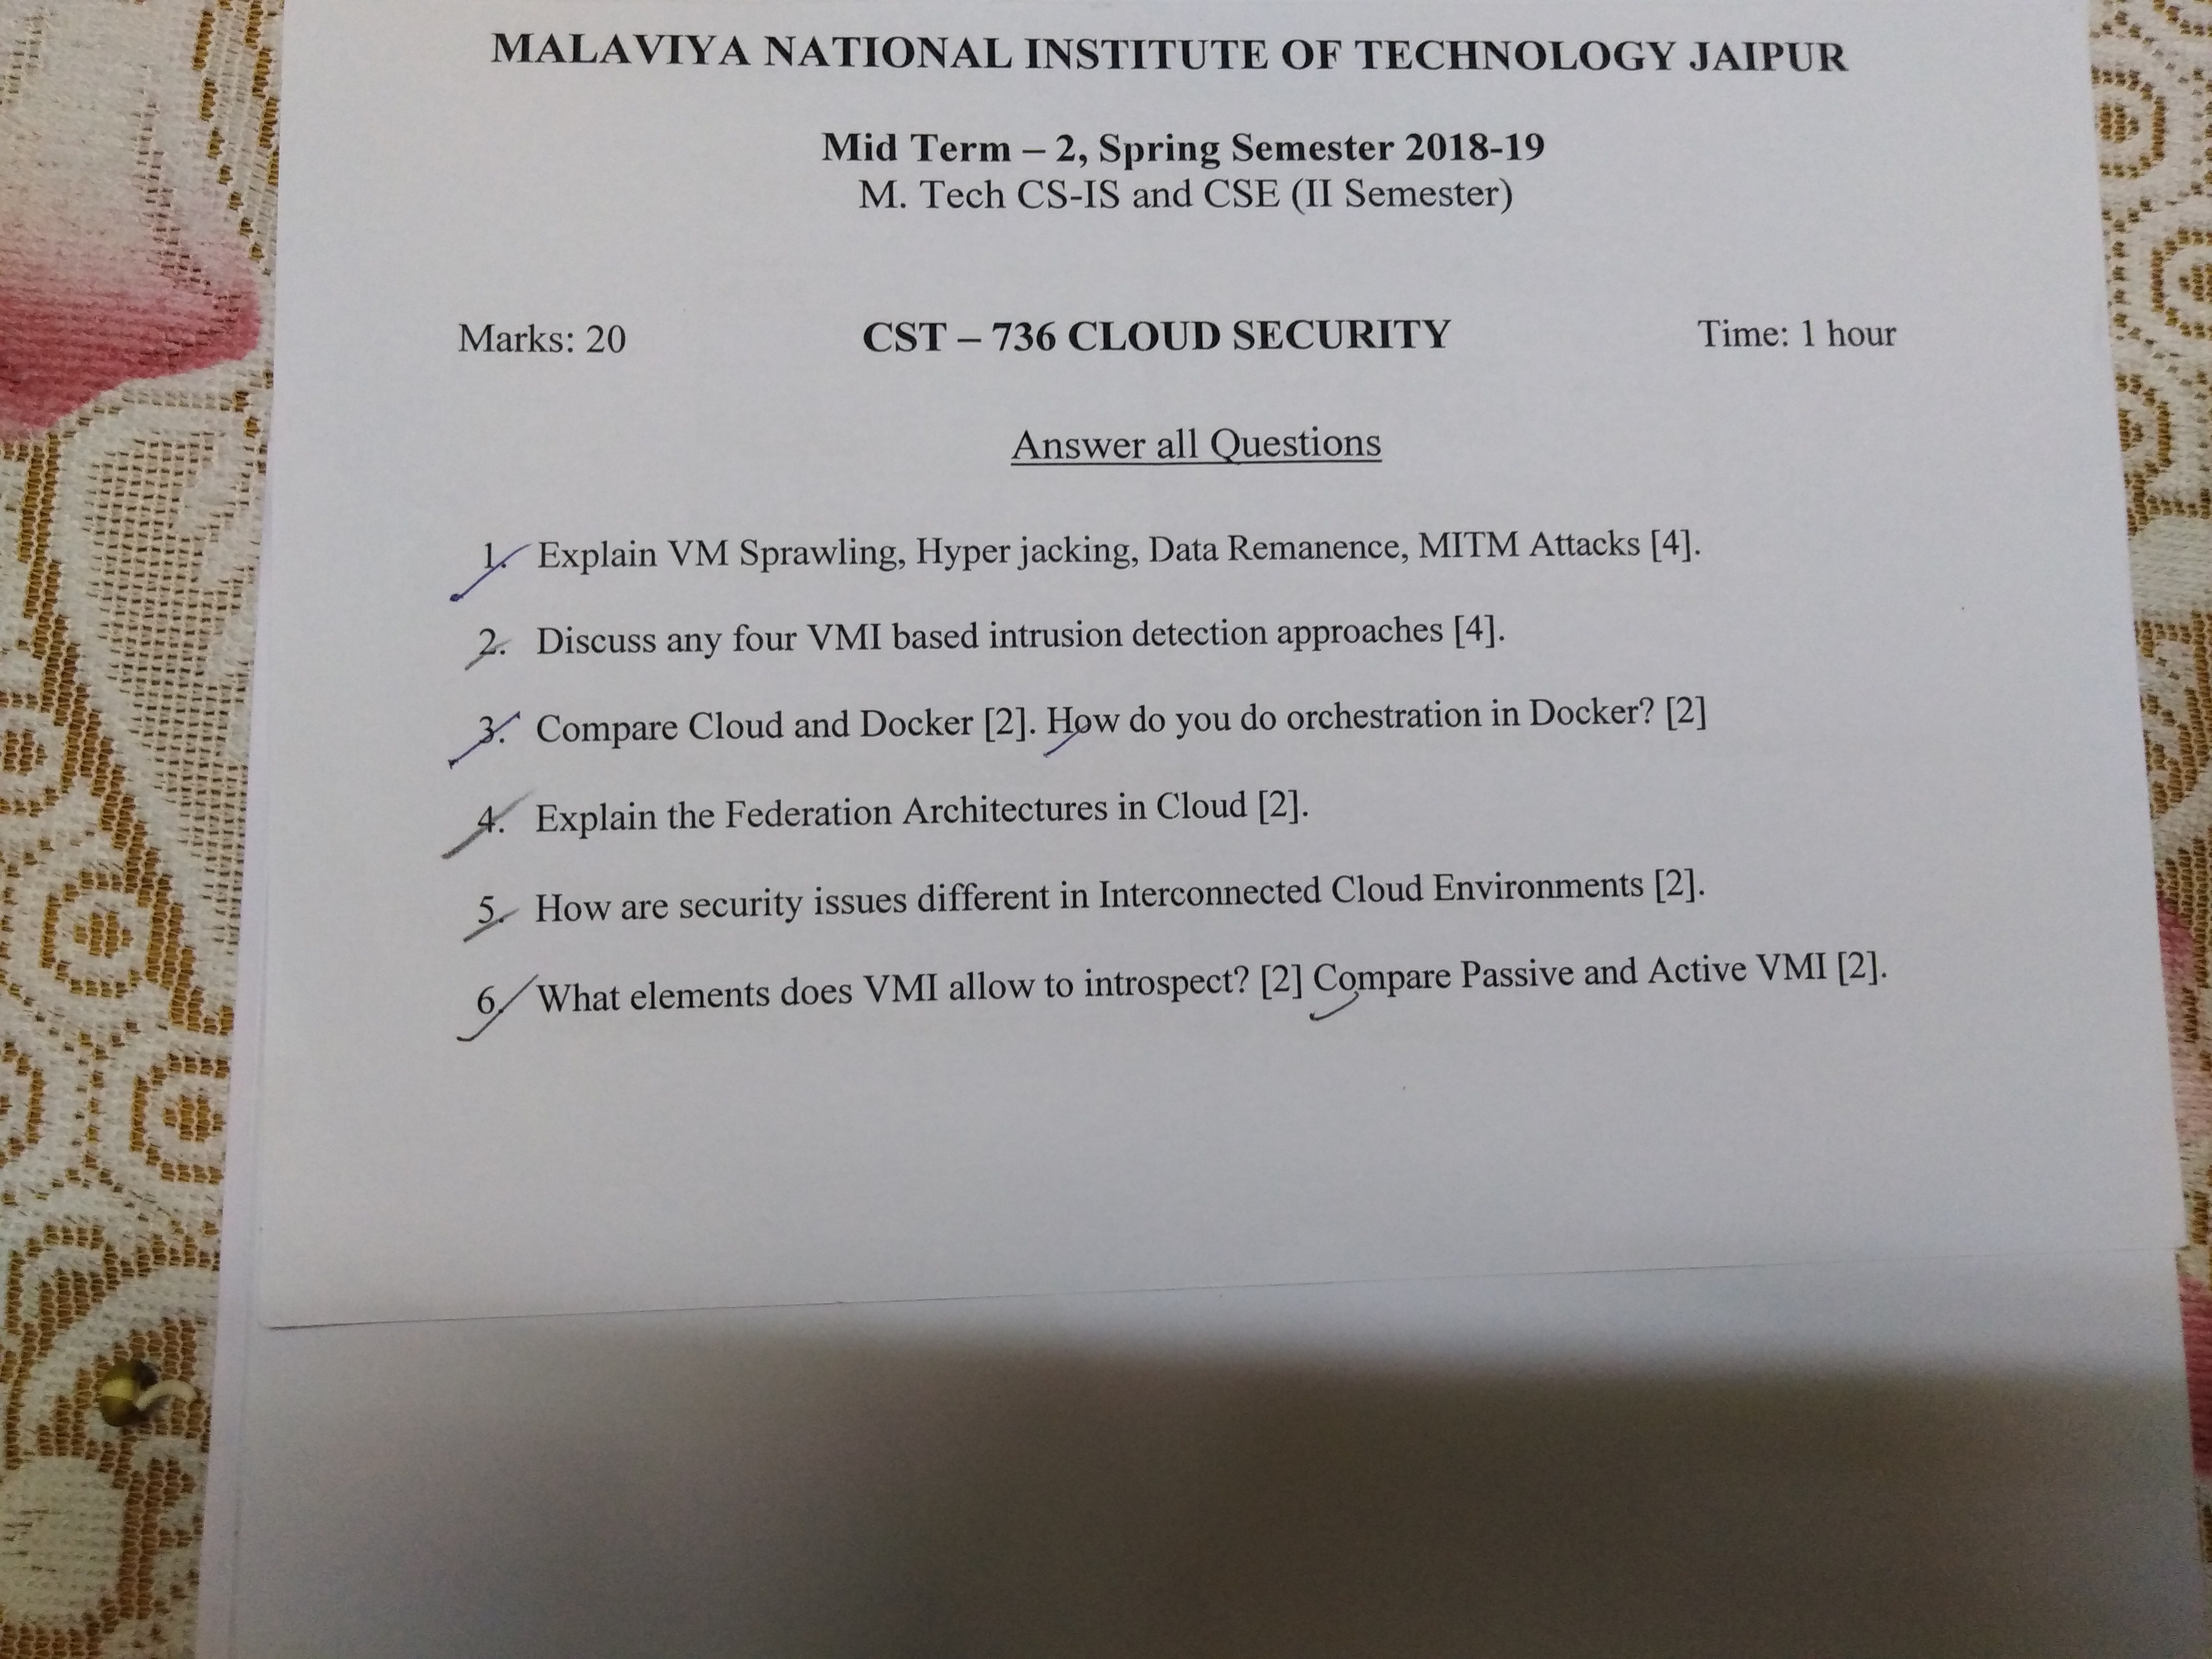 MALAVIYA NATIONAL INSTITUTE OF TECHNOLOGY JAIPUR
Mid Term – 2, Spring Semester 2018-19
M. Tech CS-IS and CSE (II Semester)
Marks: 20 CST – 736 CLOUD SECURITY Time: 1 hour
Answer all Questions
1. Explain VM Sprawling, Hyper jacking, Data Remanence, MITM Attacks [4].
2. Discuss any four VMI based intrusion detection approaches [4].
3. Compare Cloud and Docker [2]. How do you do orchestration in Docker? [2]
4. Explain the Federation Architectures in Cloud [2].
5. How are security issues different in Interconnected Cloud Environments [2].
6. What elements does VMI allow to introspect? [2] Compare Passive and Active VMI [2].